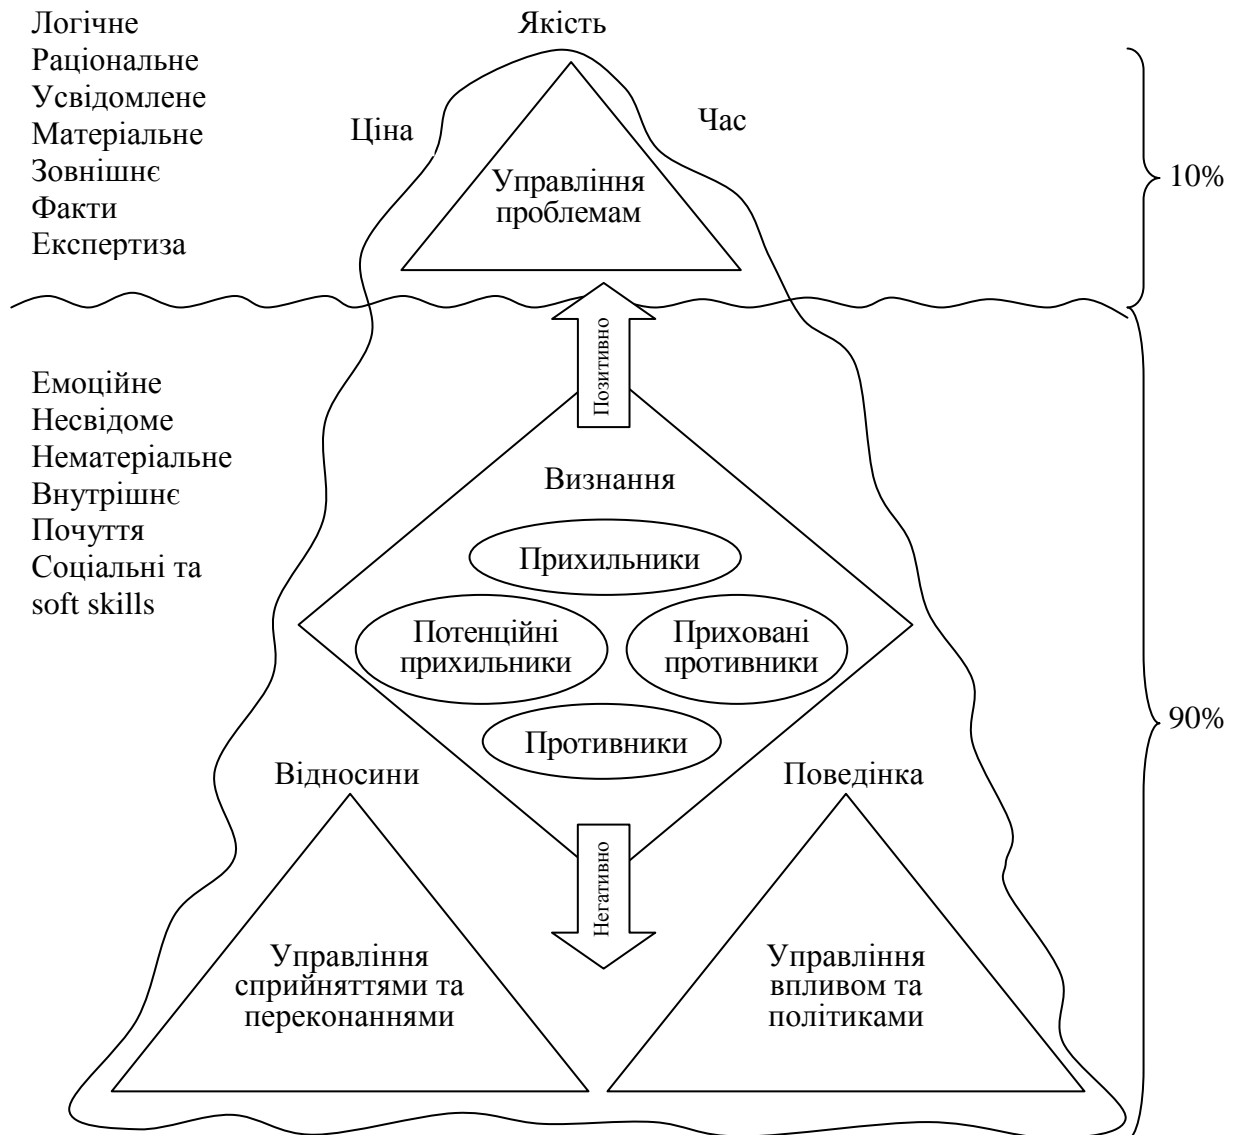 Логічне
Раціональне
Усвідомлене
Матеріальне
Зовнішнє
Факти
Експертиза
Якість
Ціна
Час
Управління
проблемам
10%
Позитивно
Емоційне
Несвідоме
Нематеріальне
Внутрішнє
Почуття
Соціальні та
soft skills
Визнання
Прихильники
Потенційні
прихильники
Приховані
противники
Противники
90%
Відносини
Поведінка
Негативно
Управління
сприйняттями та
переконаннями
Управління
впливом та
політиками